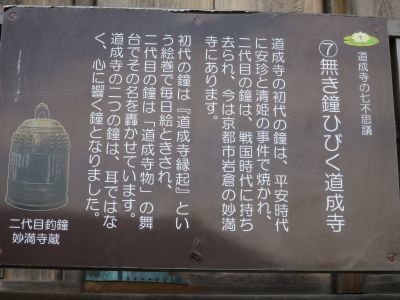 道成寺の七不思議
⑦無き鐘ひびく道成寺
道成寺の初代の鐘は、平安時代
に安珍と清姫の事件で焼かれ、
二代目の鐘は、戦国時代に持ち
去られ、今は京都市岩倉の妙満
寺にあります。
初代の鐘は『道成寺縁起』とい
う絵巻で毎日絵ときされ、
二代目の鐘は「道成寺物」の舞
台でその名を轟かせています。
道成寺の二つの鐘は、耳ではな
く、心に響く鐘となりました。
二代目釣鐘
妙満寺蔵